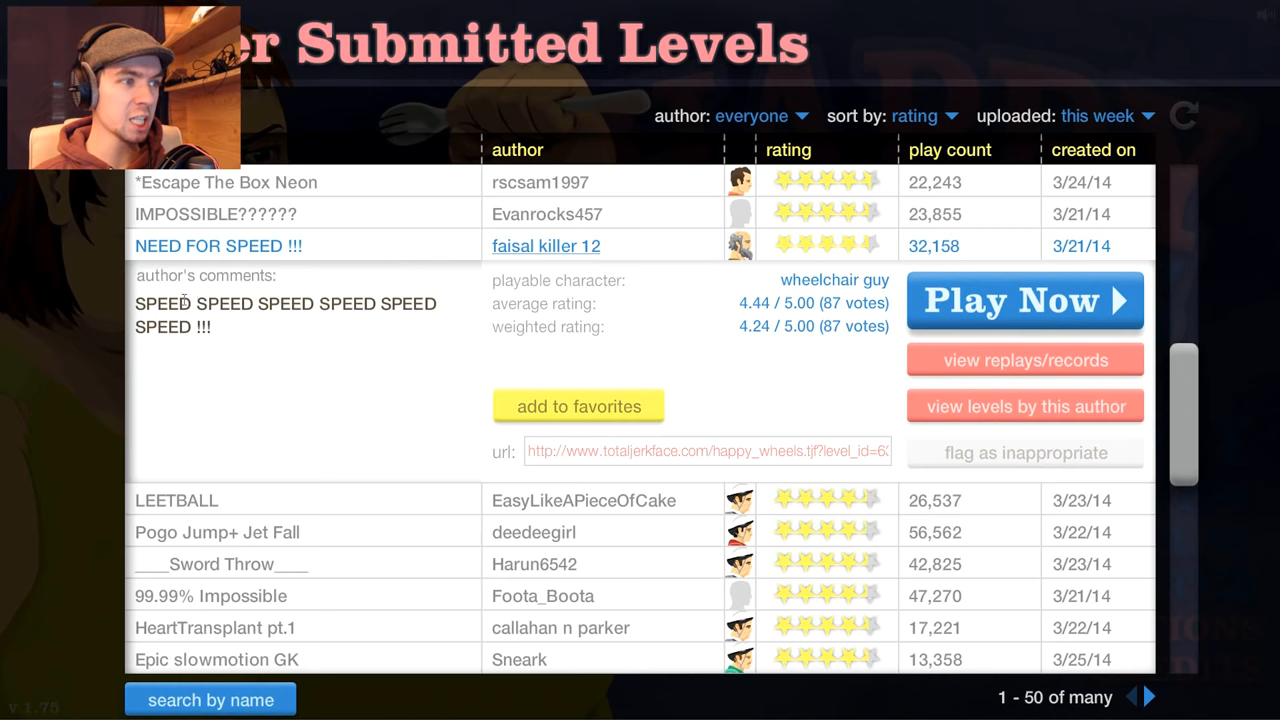 er Submitted Levels
author: everyone sort by: rating uploaded: this week
author rating play count created on
*Escape The Box Neon rscsam1997 22,243 3/24/14
IMPOSSIBLE?????? Evanrocks457 23,855 3/21/14
NEED FOR SPEED !!! faisal killer 12 32,158 3/21/14
author's comments:
SPEED SPEED SPEED SPEED SPEED
SPEED !!!
playable character: wheelchair guy
average rating: 4.44 / 5.00 (87 votes)
weighted rating: 4.24 / 5.00 (87 votes)
Play Now
view replays/records
add to favorites
view levels by this author
url: http://www.totaljerkface.com/happy_wheels.tjf?level_id=6
flag as inappropriate
LEETBALL EasyLikeAPieceOfCake 26,537 3/23/14
Pogo Jump+ Jet Fall deedeegirl 56,562 3/22/14
____Sword Throw____ Harun6542 42,825 3/23/14
99.99% Impossible Foota_Boota 47,270 3/21/14
HeartTransplant pt.1 callahan n parker 17,221 3/22/14
Epic slowmotion GK Sneark 13,358 3/25/14
search by name
1 - 50 of many
v 1.75